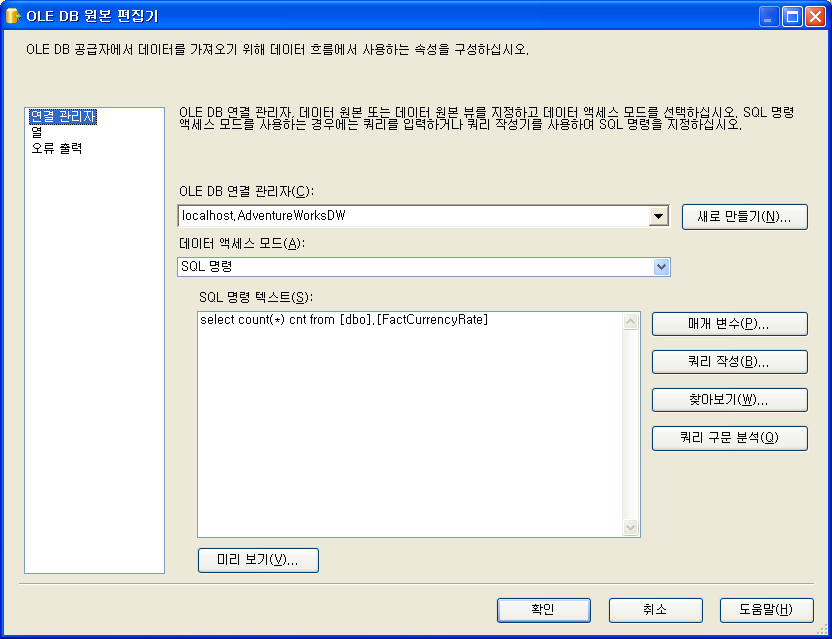 OLE DB 원본 편집기
OLE DB 공급자에서 데이터를 가져오기 위해 데이터 흐름에서 사용하는 속성을 구성하십시오.
연결 관리자
열
오류 출력
OLE DB 연결 관리자, 데이터 원본 또는 데이터 원본 뷰를 지정하고 데이터 액세스 모드를 선택하십시오. SQL 명령
액세스 모드를 사용하는 경우에는 쿼리를 입력하거나 쿼리 작성기를 사용하여 SQL 명령을 지정하십시오.
OLE DB 연결 관리자(C):
localhost.AdventureWorksDW
새로 만들기(N)...
데이터 액세스 모드(A):
SQL 명령
SQL 명령 텍스트(S):
select count(*) cnt from [dbo].[FactCurrencyRate]
매개 변수(P)...
쿼리 작성(B)...
찾아보기(W)...
쿼리 구문 분석(Q)
미리 보기(V)...
확인
취소
도움말(H)